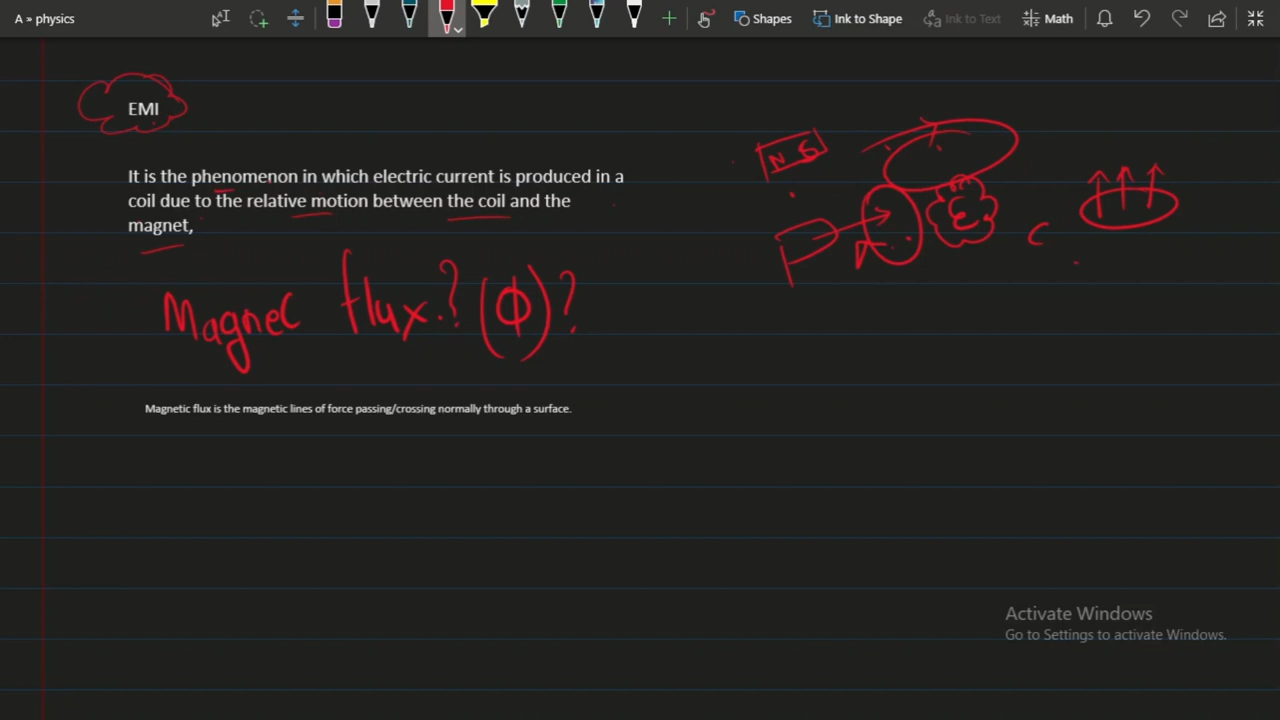 A » physics
Shapes
Ink to Shape
Ink to Text
Math
EMI
It is the phenomenon in which electric current is produced in a
coil due to the relative motion between the coil and the
magnet,
N S
ε
C
Magnec flux.? (ϕ)?
Magnetic flux is the magnetic lines of force passing/crossing normally through a surface.
Activate Windows
Go to Settings to activate Windows.